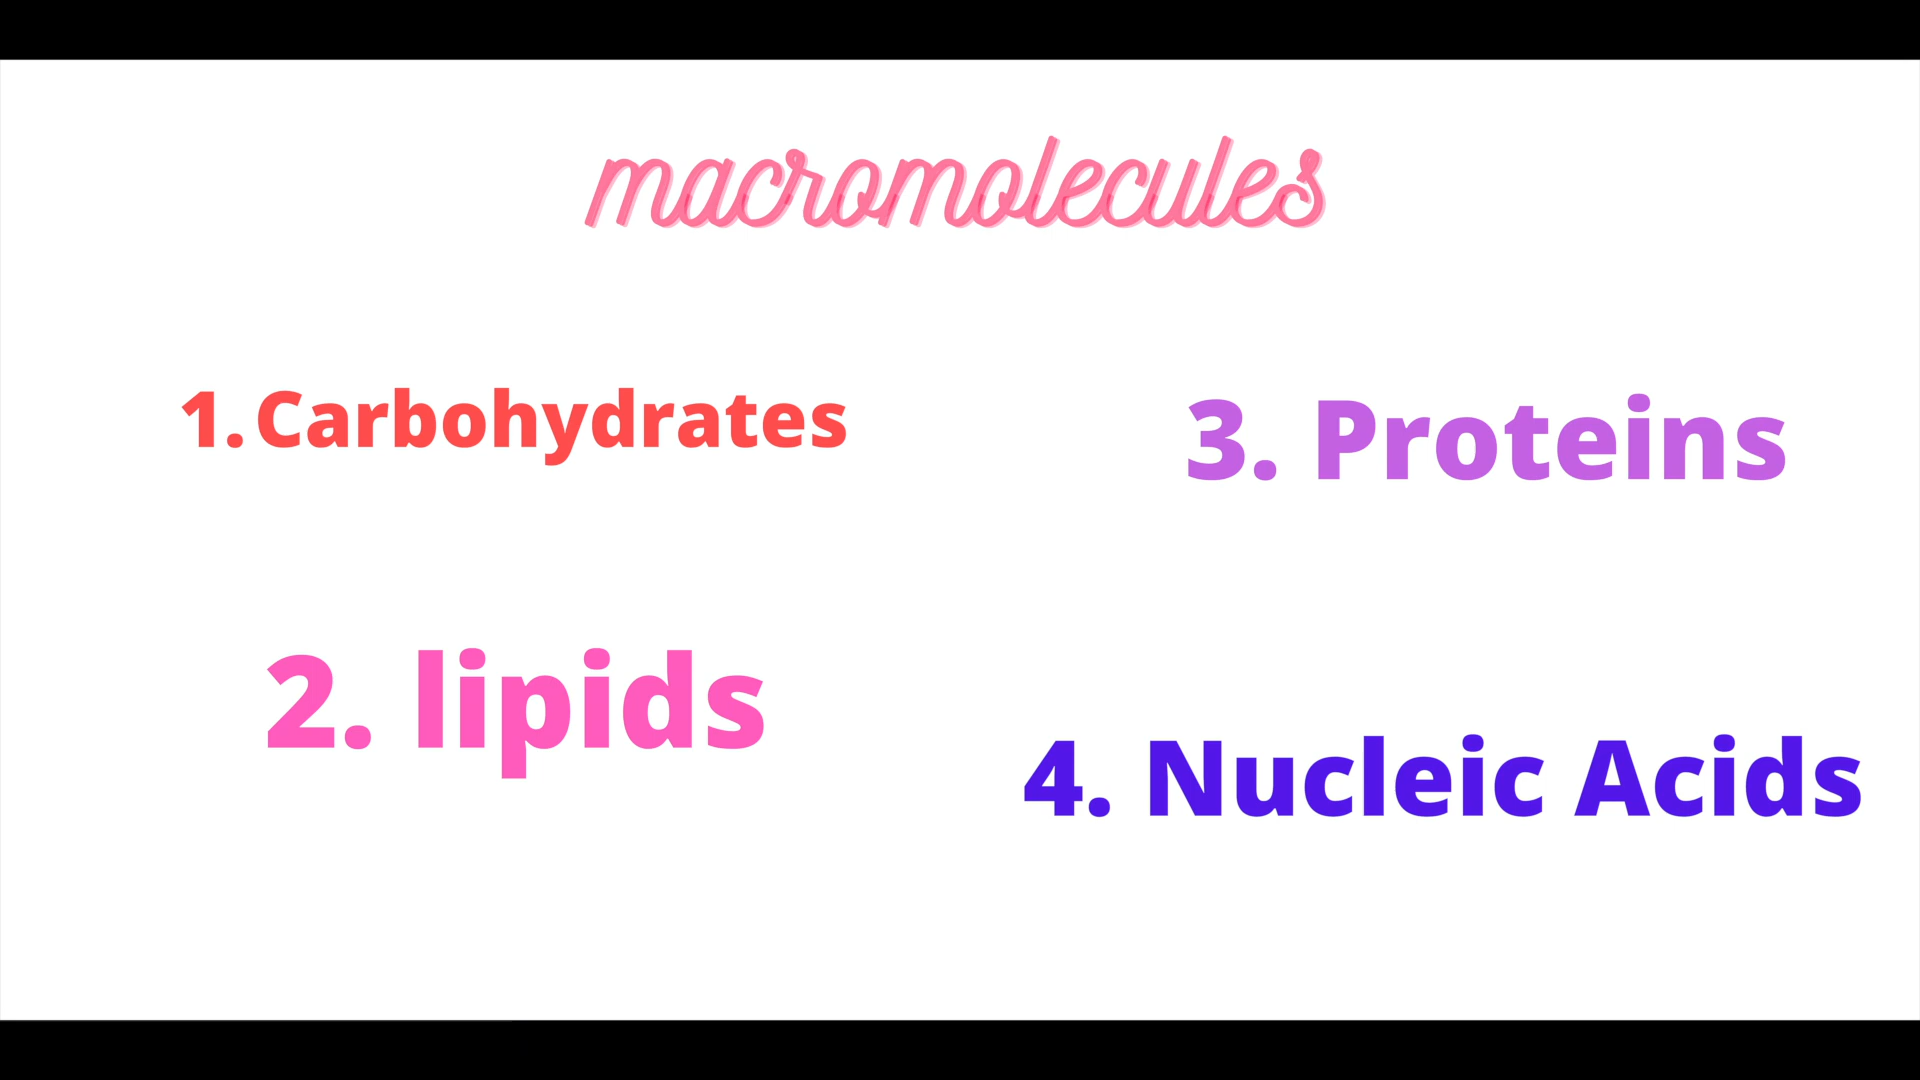 macromolecules
1. Carbohydrates
2. lipids
3. Proteins
4. Nucleic Acids